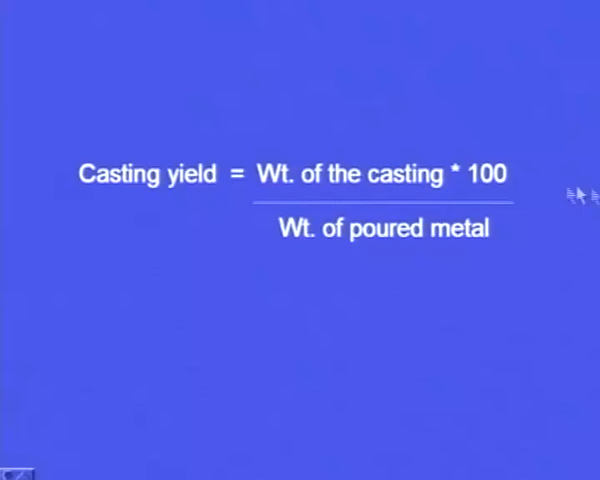 Casting yield = Wt. of the casting * 100
Wt. of poured metal